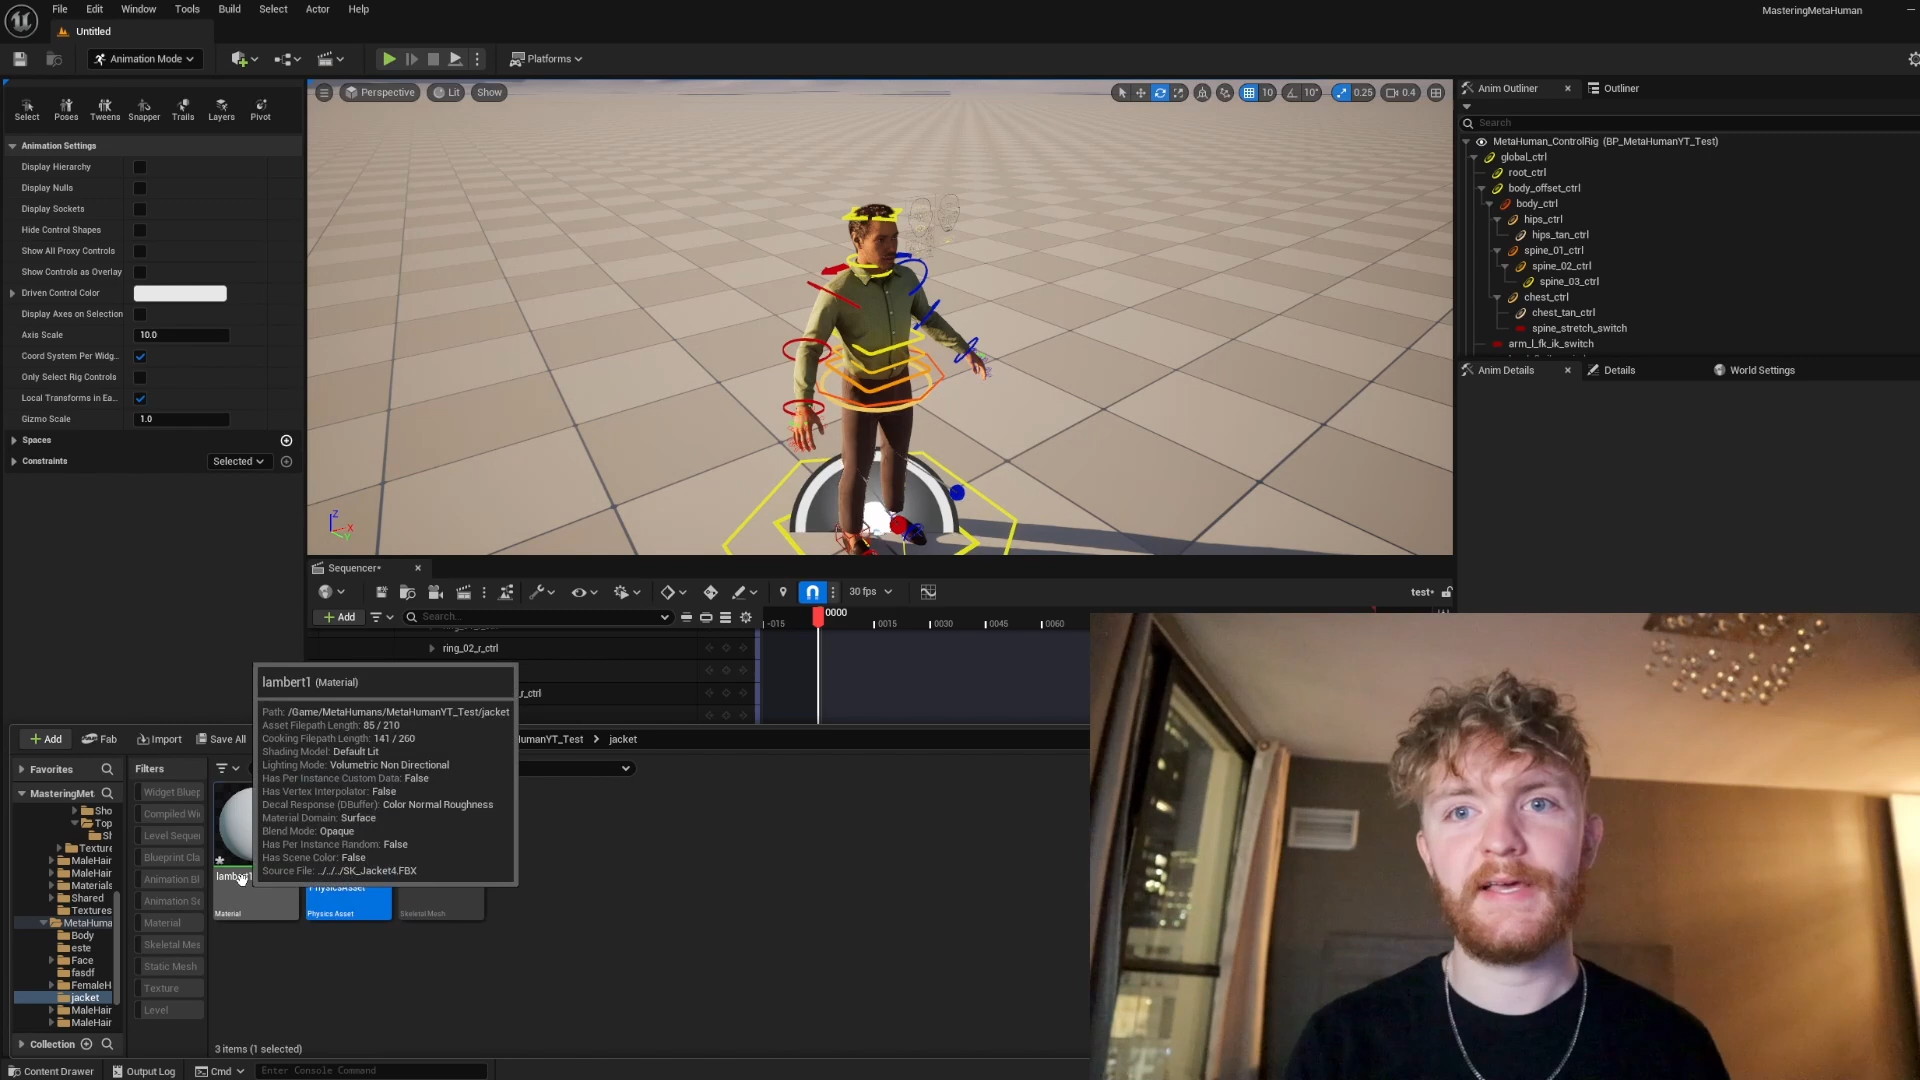 File Edit Window Tools Build Select Actor Help
MasteringMetaHuman
Untitled
Animation Mode
Platforms
Select Poses Tweens Snapper Trails Layers Pivot
Animation Settings
Display Hierarchy
Display Nulls
Display Sockets
Hide Control Shapes
Show All Proxy Controls
Show Controls as Overlay
Driven Control Color
Display Axes on Selection
Axis Scale 10.0
Coord System Per Widg..
Only Select Rig Controls
Local Transforms in Ea...
Gizmo Scale 1.0
Spaces
Constraints Selected
Perspective Lit Show
10 10° 0.25 0.4
Z X Y
Anim Outliner Outliner
Search
MetaHuman_ControlRig (BP_MetaHumanYT_Test)
global_ctrl
root_ctrl
body_offset_ctrl
body_ctrl
hips_ctrl
hips_tan_ctrl
spine_01_ctrl
spine_02_ctrl
spine_03_ctrl
chest_ctrl
chest_tan_ctrl
spine_stretch_switch
arm_l_fk_ik_switch
Anim Details Details World Settings
Sequencer*
30 fps
test*
Add Search...
0000
-015 0015 0030 0045 0060
ring_02_r_ctrl
_r_ctrl
lambert1 (Material)
Path: /Game/MetaHumans/MetaHumanYT_Test/jacket
Asset Filepath Length: 85 / 210
Cooking Filepath Length: 141 / 260
Shading Model: Default Lit
Lighting Mode: Volumetric Non Directional
Has Per Instance Custom Data: False
Has Vertex Interpolator: False
Decal Response (DBuffer): Color Normal Roughness
Material Domain: Surface
Blend Mode: Opaque
Has Per Instance Random: False
Has Scene Color: False
Source File: ../../../SK_Jacket4.FBX
Add Fab Import Save All
umanYT_Test > jacket
Favorites
MasteringMet
Sho
Top
Sh
Texture
MaleHair
MaleHair
Materials
Shared
Textures
MetaHuma
Body
este
Face
fasdf
FemaleH
jacket
MaleHair
MaleHair
Collection
Filters
Widget Bluep
Compiled Wi
Level Seque
Blueprint Cla
Animation Bl
Animation Se
Material
Skeletal Mes
Static Mesh
Texture
Level
lambert1
Material
PhysicsAsset
Physics Asset
Skeletal Mesh
3 items (1 selected)
Content Drawer Output Log Cmd Enter Console Command